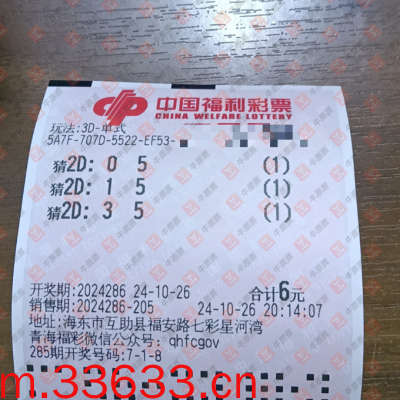 中国福利彩票
CHINA WELFARE LOTTERY
玩法:3D-单式
5A7F-707D-5522-EF53-
猜2D: 0 5 (1)
猜2D: 1 5 (1)
猜2D: 3 5 (1)
开奖期:2024286 24-10-26 合计6元
销售期:2024286-205 24-10-26 20:14:07
地址:海东市互助县福安路七彩星河湾
青海福彩微信公众号: qhfcgov
285期开奖号码:7-1-8
m.33633.cn